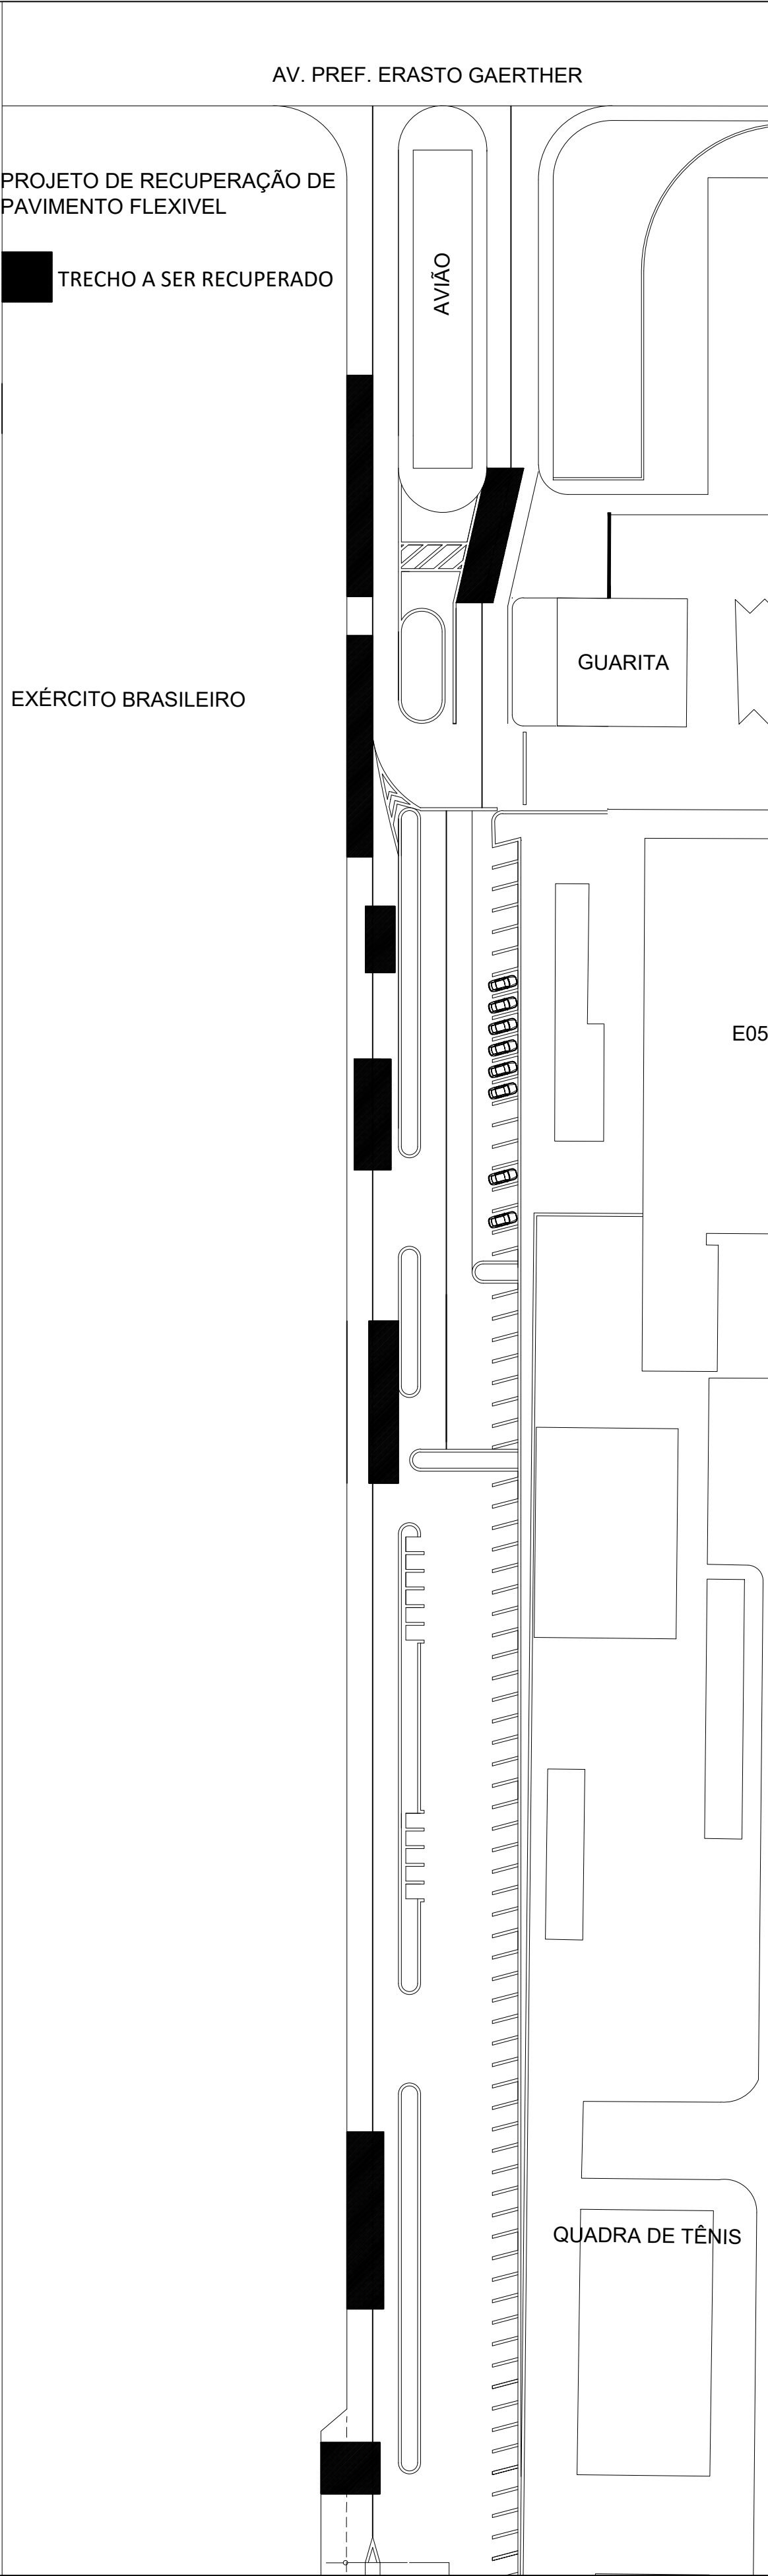 AV. PREF. ERASTO GAERTHER
PROJETO DE RECUPERAÇÃO DE
PAVIMENTO FLEXIVEL
TRECHO A SER RECUPERADO
AVIÃO
GUARITA
EXÉRCITO BRASILEIRO
E05
QUADRA DE TÊNIS